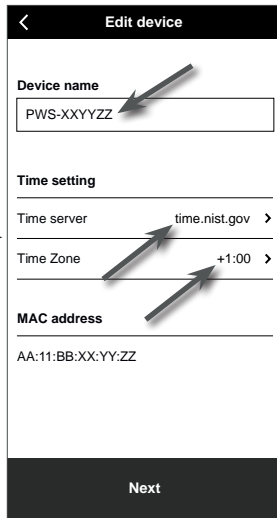 Edit device
Device name
PWS-XXYYZZ
Time setting
Time server time.nist.gov
Time Zone +1:00
MAC address
AA:11:BB:XX:YY:ZZ
Next